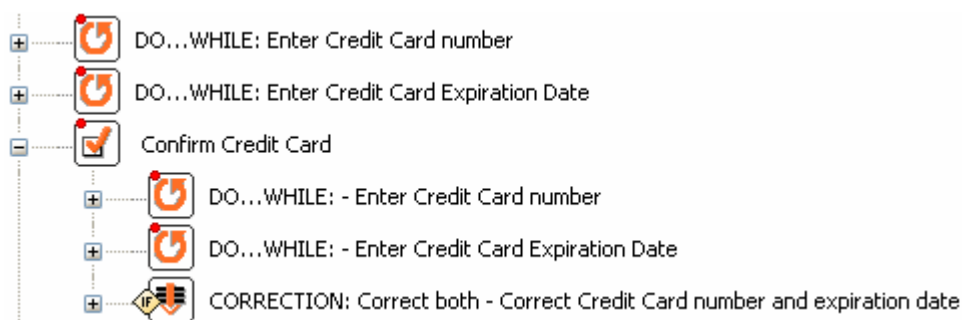 DO...WHILE: Enter Credit Card number
DO...WHILE: Enter Credit Card Expiration Date
Confirm Credit Card
DO...WHILE: - Enter Credit Card number
DO...WHILE: - Enter Credit Card Expiration Date
IF CORRECTION: Correct both - Correct Credit Card number and expiration date